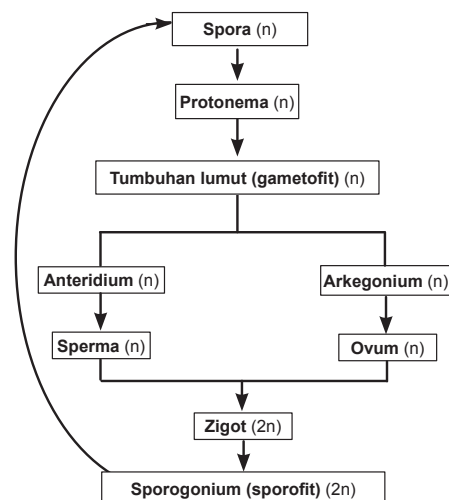 Spora (n)
Protonema (n)
Tumbuhan lumut (gametofit) (n)
Anteridium (n)
Arkegonium (n)
Sperma (n)
Ovum (n)
Zigot (2n)
Sporogonium (sporofit) (2n)